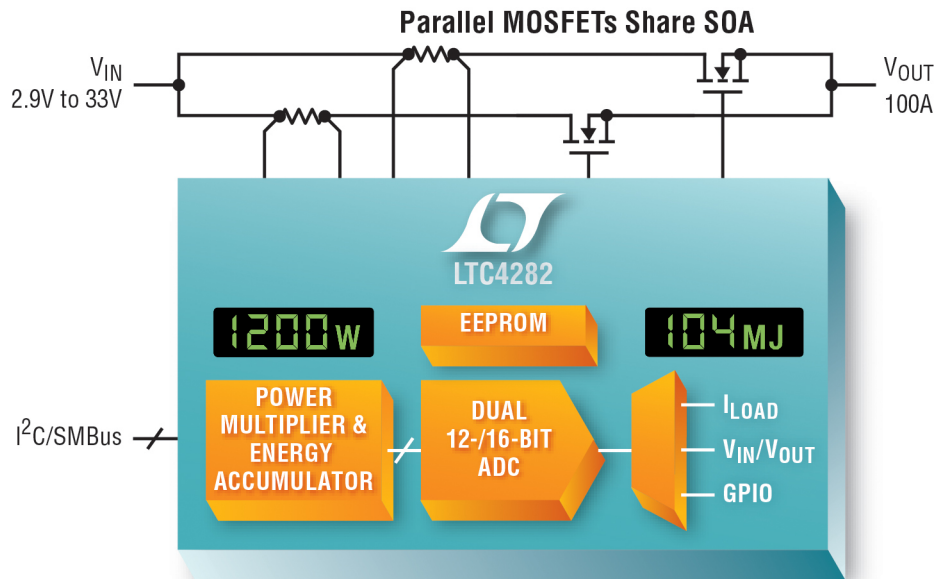 Parallel MOSFETs Share SOA
VIN
2.9V to 33V
VOUT
100A
LTC4282
1200W
EEPROM
104MJ
POWER
MULTIPLIER &
ENERGY
ACCUMULATOR
DUAL
12-/16-BIT
ADC
ILOAD
VIN/VOUT
GPIO
I²C/SMBus